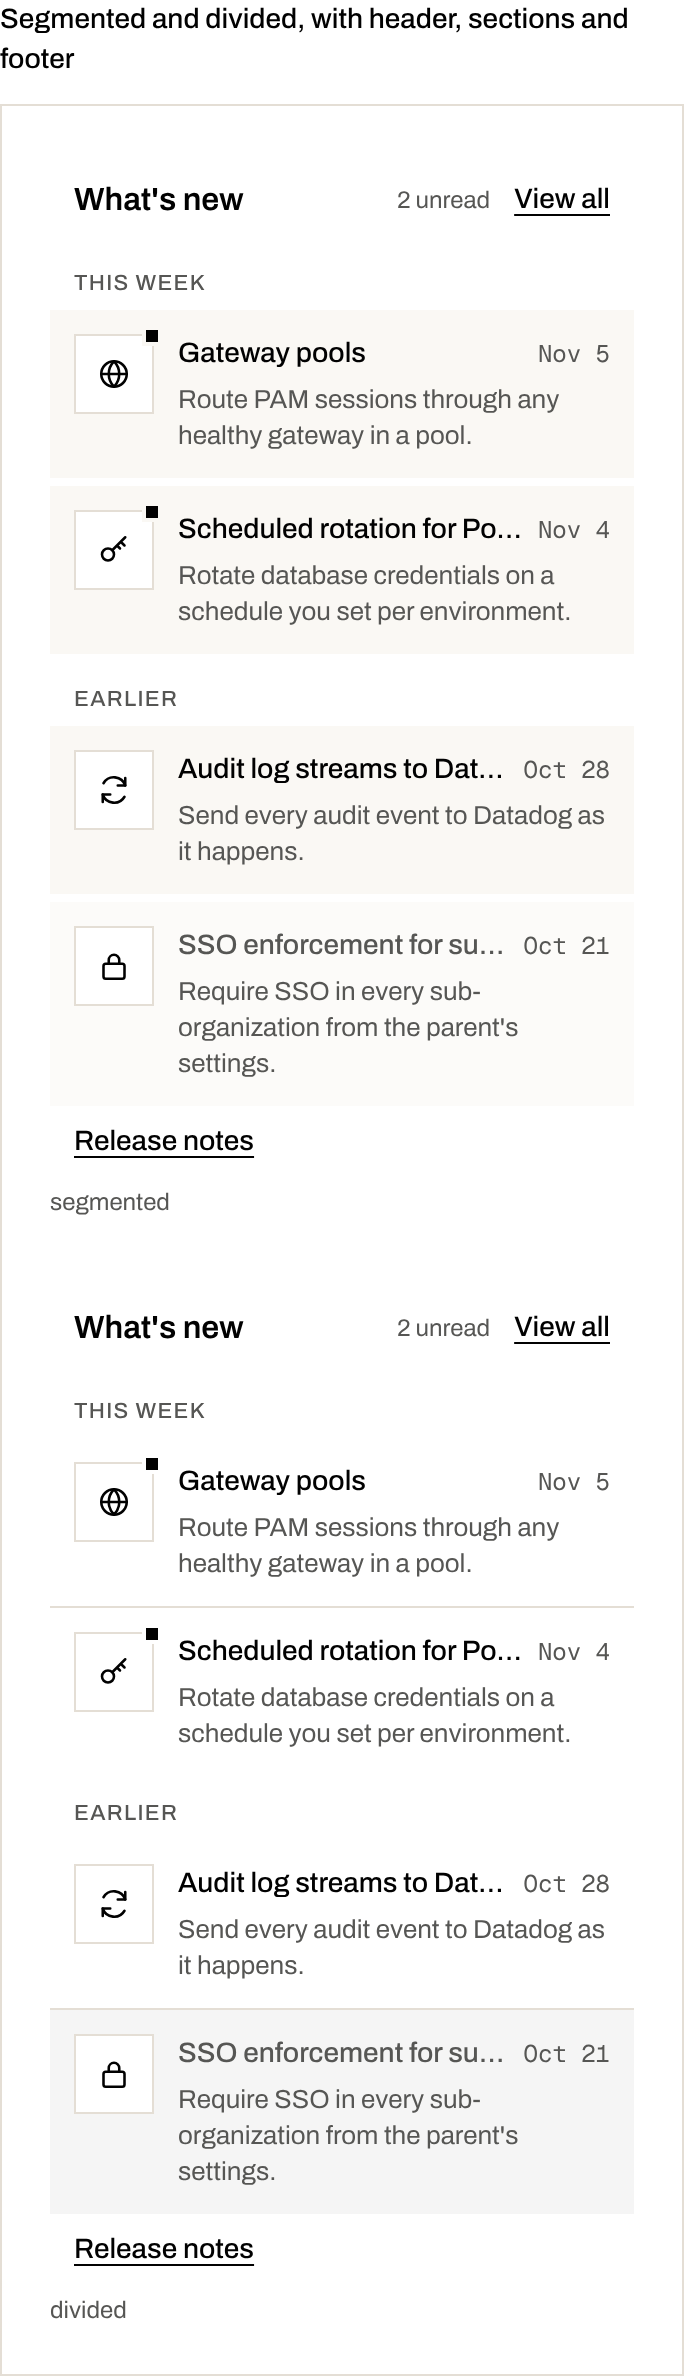 Segmented and divided, with header, sections and
footer
What's new
2 unread
View all
THIS WEEK
Gateway pools
Nov 5
Route PAM sessions through any
healthy gateway in a pool.
Scheduled rotation for Po...
Nov 4
Rotate database credentials on a
schedule you set per environment.
EARLIER
Audit log streams to Dat...
Oct 28
Send every audit event to Datadog as
it happens.
SSO enforcement for su...
Oct 21
Require SSO in every sub-
organization from the parent's
settings.
Release notes
segmented
What's new
2 unread
View all
THIS WEEK
Gateway pools
Nov 5
Route PAM sessions through any
healthy gateway in a pool.
Scheduled rotation for Po...
Nov 4
Rotate database credentials on a
schedule you set per environment.
EARLIER
Audit log streams to Dat...
Oct 28
Send every audit event to Datadog as
it happens.
SSO enforcement for su...
Oct 21
Require SSO in every sub-
organization from the parent's
settings.
Release notes
divided